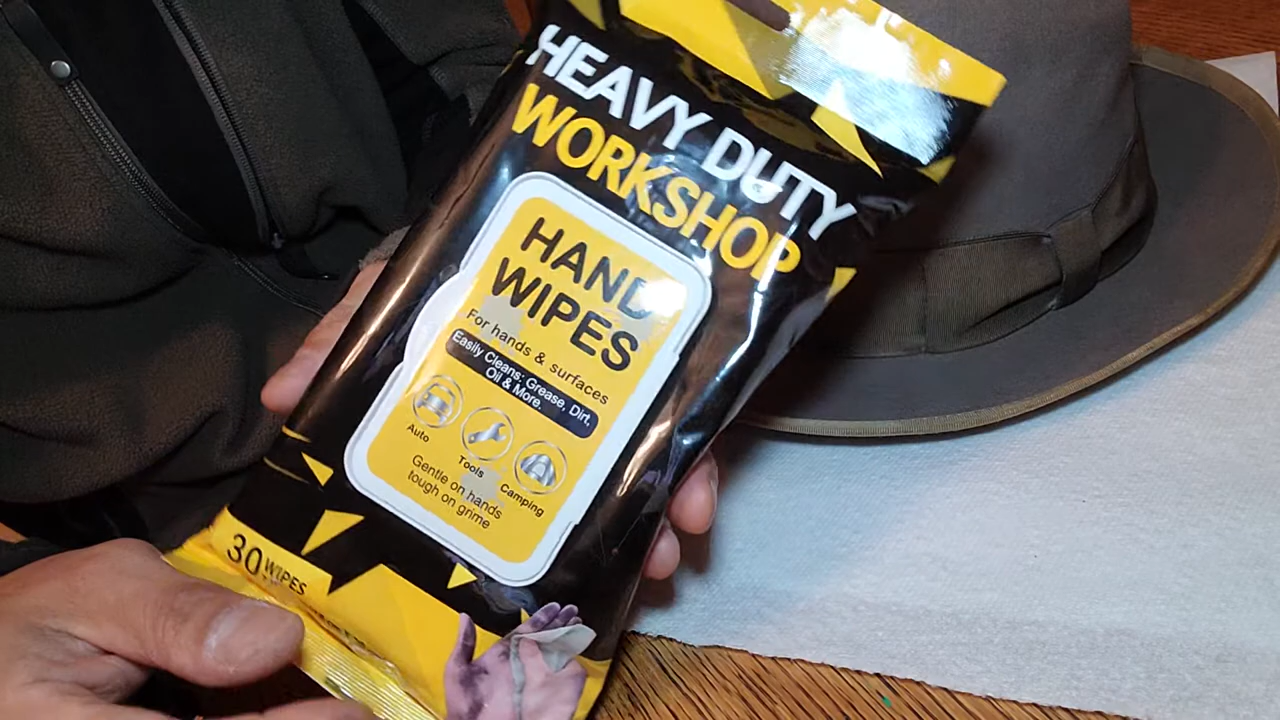 HEAVY DUTY
WORKSHOP
HAND
WIPES
For hands & surfaces
Easily Cleans: Grease, Dirt,
Oil & More.
Auto
Tools
Camping
Gentle on hands
tough on grime
30 WIPES